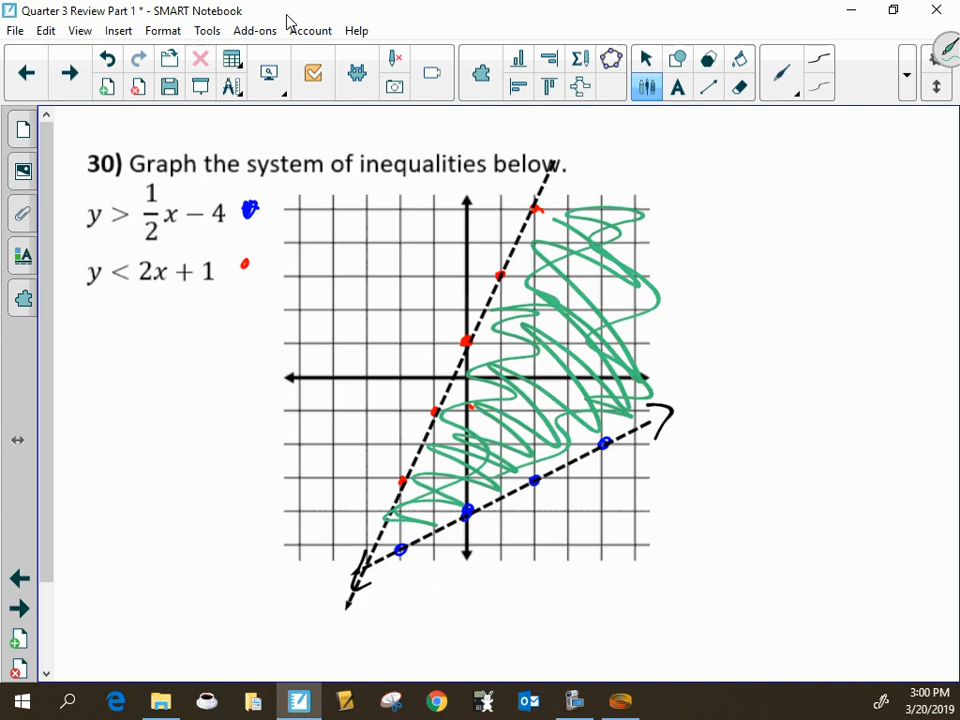 Quarter 3 Review Part 1 * - SMART Notebook
File Edit View Insert Format Tools Add-ons Account Help
30) Graph the system of inequalities below.
y > 1/2 x − 4
y < 2x + 1
3:00 PM
3/20/2019